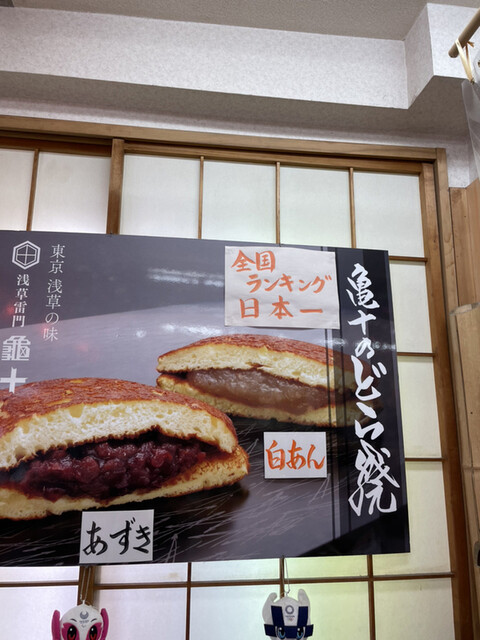 亀十のどら焼
全国
ランキング
日本一
東京 浅草の味
浅草雷門
龜十
白あん
あずき